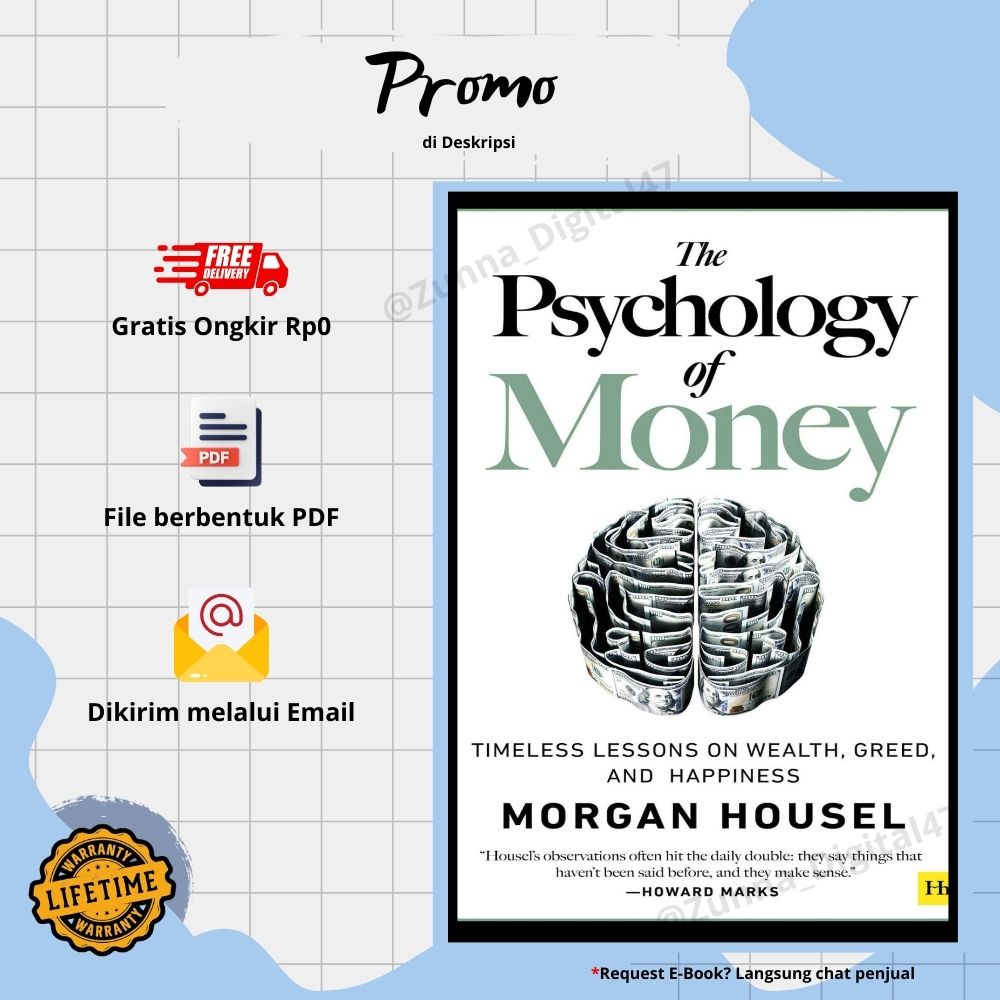 Promo
di Deskripsi
@Zunna_Digital47
FREE
DELIVERY
Gratis Ongkir Rp0
PDF
File berbentuk PDF
@
Dikirim melalui Email
WARRANTY
LIFETIME
WARRANTY
The
Psychology
of
Money
TIMELESS LESSONS ON WEALTH, GREED,
AND HAPPINESS
MORGAN HOUSEL
“Housel's observations often hit the daily double: they say things that
haven't been said before, and they make sense.”
—HOWARD MARKS
Hh
@Zunna_Digital47
*Request E-Book? Langsung chat penjual